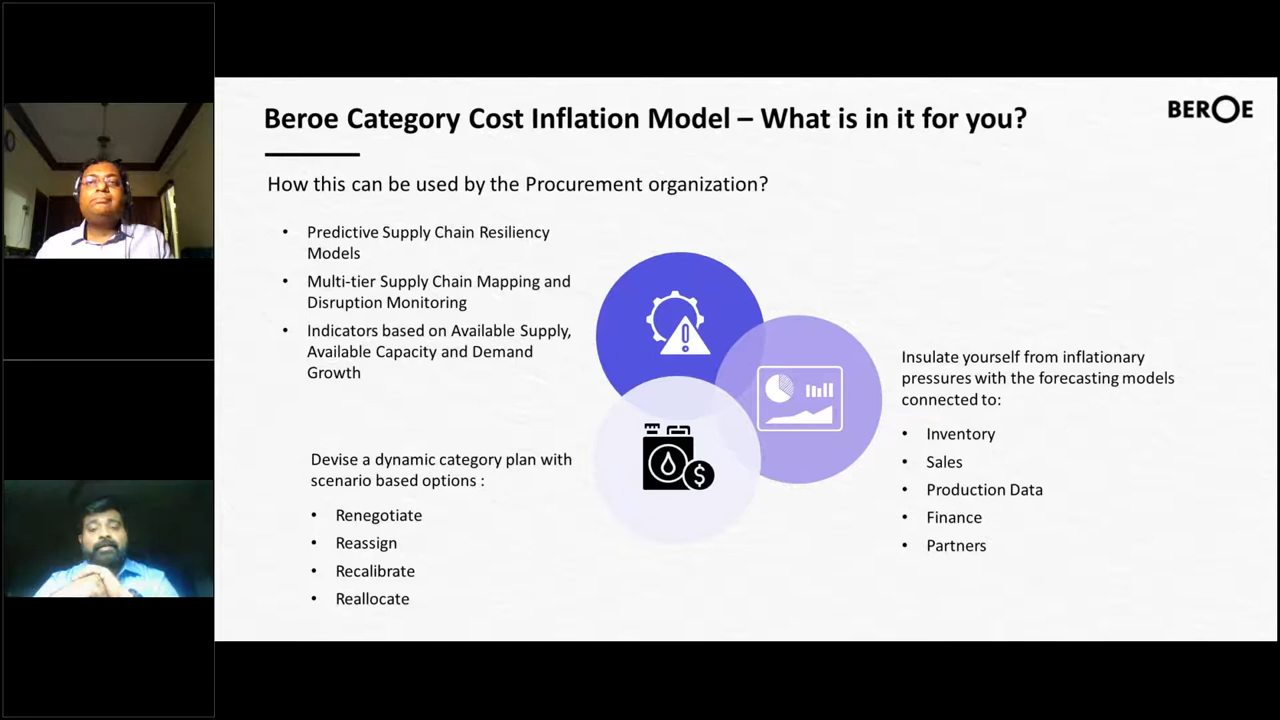 Beroe Category Cost Inflation Model – What is in it for you?
BEROE
How this can be used by the Procurement organization?
• Predictive Supply Chain Resiliency
Models
• Multi-tier Supply Chain Mapping and
Disruption Monitoring
• Indicators based on Available Supply,
Available Capacity and Demand
Growth
Devise a dynamic category plan with
scenario based options :
• Renegotiate
• Reassign
• Recalibrate
• Reallocate
$
Insulate yourself from inflationary
pressures with the forecasting models
connected to:
• Inventory
• Sales
• Production Data
• Finance
• Partners